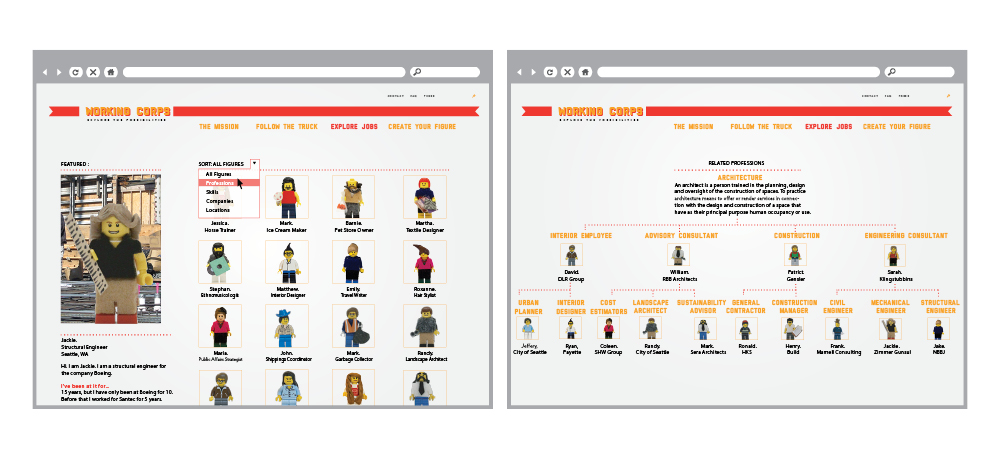 CONTACT FAQ TERMS
WORKING CORPS
EXPLORE THE POSSIBILITIES
THE MISSION FOLLOW THE TRUCK EXPLORE JOBS CREATE YOUR FIGURE
FEATURED :
SORT: ALL FIGURES
All Figures
Professions
Skills
Companies
Locations
Jessica.
Horse Trainer
Mark.
Ice Cream Maker
Barnie.
Pet Store Owner
Martha.
Textile Designer
Stephan.
Ethnomusicologist
Matthew.
Interior Designer
Emily.
Travel Writer
Roxanne.
Hair Stylist
Maria.
Public Affairs Strategist
John.
Shippings Coordinator
Mark.
Garbage Collector
Randy.
Landscape Architect
Jackie.
Structural Engineer
Seattle, WA
Hi. I am Jackie. I am a structural engineer for
the company Boeing.
I've been at it for...
15 years, but I have only been at Boeing for 10.
Before that I worked for Santec for 5 years.
CONTACT FAQ TERMS
WORKING CORPS
EXPLORE THE POSSIBILITIES
THE MISSION FOLLOW THE TRUCK EXPLORE JOBS CREATE YOUR FIGURE
RELATED PROFESSIONS
ARCHITECTURE
An architect is a person trained in the planning, design
and oversight of the construction of spaces. To practice
architecture means to offer or render services in connec-
tion with the design and construction of a space that
have as their principal purpose human occupancy or use.
INTERIOR EMPLOYEE
David.
DLR Group
ADVISORY CONSULTANT
William.
RBB Architects
CONSTRUCTION
Patrict.
Gensler
ENGINEERING CONSULTANT
Sarah.
Klingstubbins
URBAN
PLANNER
Jeffery.
City of Seattle
INTERIOR
DESIGNER
Ryan,
Payette
COST
ESTIMATORS
Coleen.
SHW Group
LANDSCAPE
ARCHITECT
Randy.
City of Seattle
SUSTAINABILITY
ADVISOR
Mark.
Sera Architects
GENERAL
CONTRACTOR
Ronald.
HKS
CONSTRUCTION
MANAGER
Henry.
Build
CIVIL
ENGINEER
Frank.
Merrell Consulting
MECHANICAL
ENGINEER
Jackie.
Zimmer Gunsul
STRUCTURAL
ENGINEER
Jake.
NBBJ